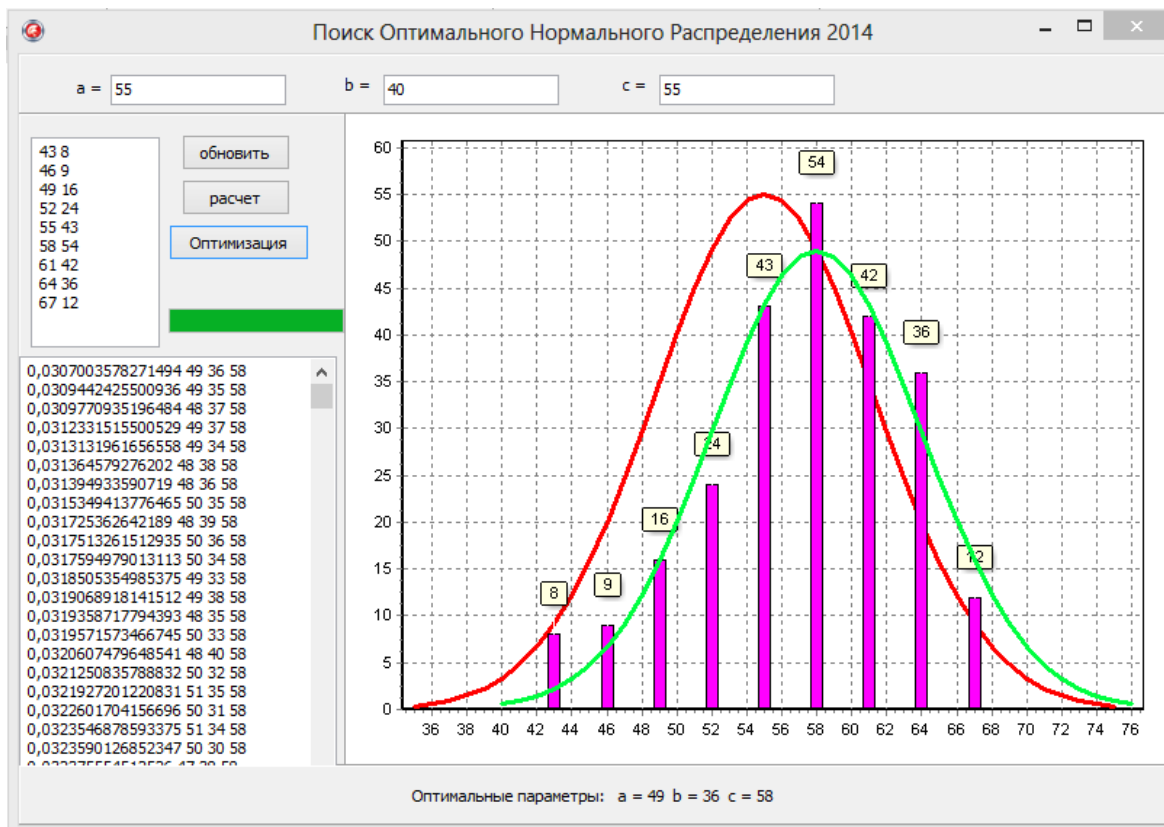 Поиск Оптимального Нормального Распределения 2014
a = 55 b = 40 c = 55
43 8
46 9
49 16
52 24
55 43
58 54
61 42
64 36
67 12
обновить
расчет
Оптимизация
0,0307003578271494 49 36 58
0,0309442425500936 49 35 58
0,0309770935196484 48 37 58
0,0312331515500529 49 37 58
0,0313131961656558 49 34 58
0,031364579276202 48 38 58
0,031394933590719 48 36 58
0,0315349413776465 50 35 58
0,031725362642189 48 39 58
0,0317513261512935 50 36 58
0,0317594979013113 50 34 58
0,0318505354985375 49 33 58
0,0319068918141512 49 38 58
0,0319358717794393 48 35 58
0,0319571573466745 50 33 58
0,0320607479648541 48 40 58
0,0321250835788832 50 32 58
0,0321927201220831 51 35 58
0,0322601704156696 50 31 58
0,0323546878593375 51 34 58
0,0323590126852347 50 30 58
60
55
50
45
40
35
30
25
20
15
10
5
0
8 9 16 24 43 54 42 36 12
36 38 40 42 44 46 48 50 52 54 56 58 60 62 64 66 68 70 72 74 76
Оптимальные параметры: a = 49 b = 36 c = 58